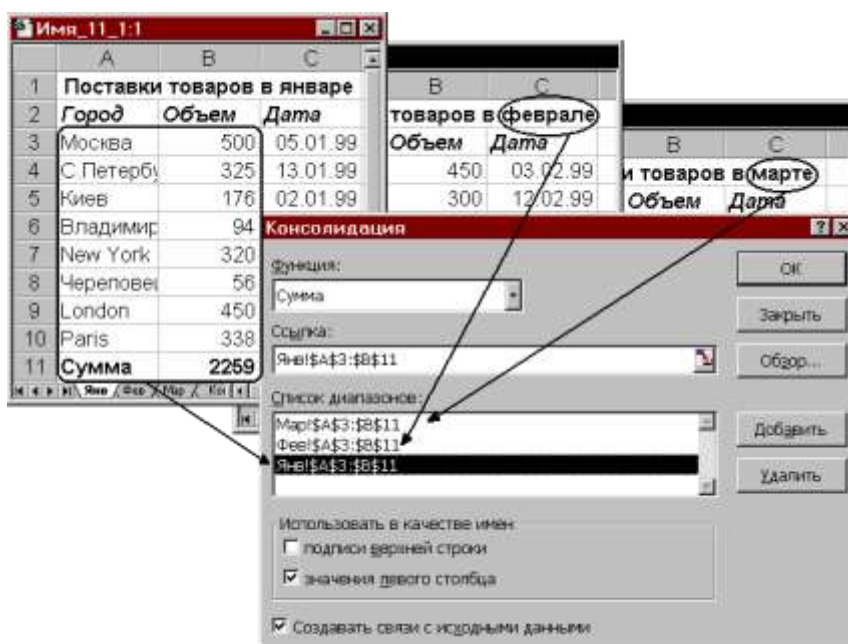 Имя_11_1:1
A B C
1 Поставки товаров в январе
2 Город Объем Дата
3 Москва 500 05.01.99
4 С.Петербу 325 13.01.99
5 Киев 176 02.01.99
6 Владимир 94
7 New York 320
8 Череповец 56
9 London 450
10 Paris 338
11 Сумма 2259
Янв Фев Мар
B C
товаров в феврале
Объем Дата
450 03.02.99
300 12.02.99
B C
и товаров в марте
Объем Дата
Консолидация
Функция:
Сумма
Ссылка:
Янв!$A$3:$B$11
Список диапазонов:
Мар!$A$3:$B$11
Фев!$A$3:$B$11
Янв!$A$3:$B$11
Использовать в качестве имен
подписи верхней строки
значения левого столбца
Создавать связи с исходными данными
OK
Закрыть
Обзор...
Добавить
Удалить